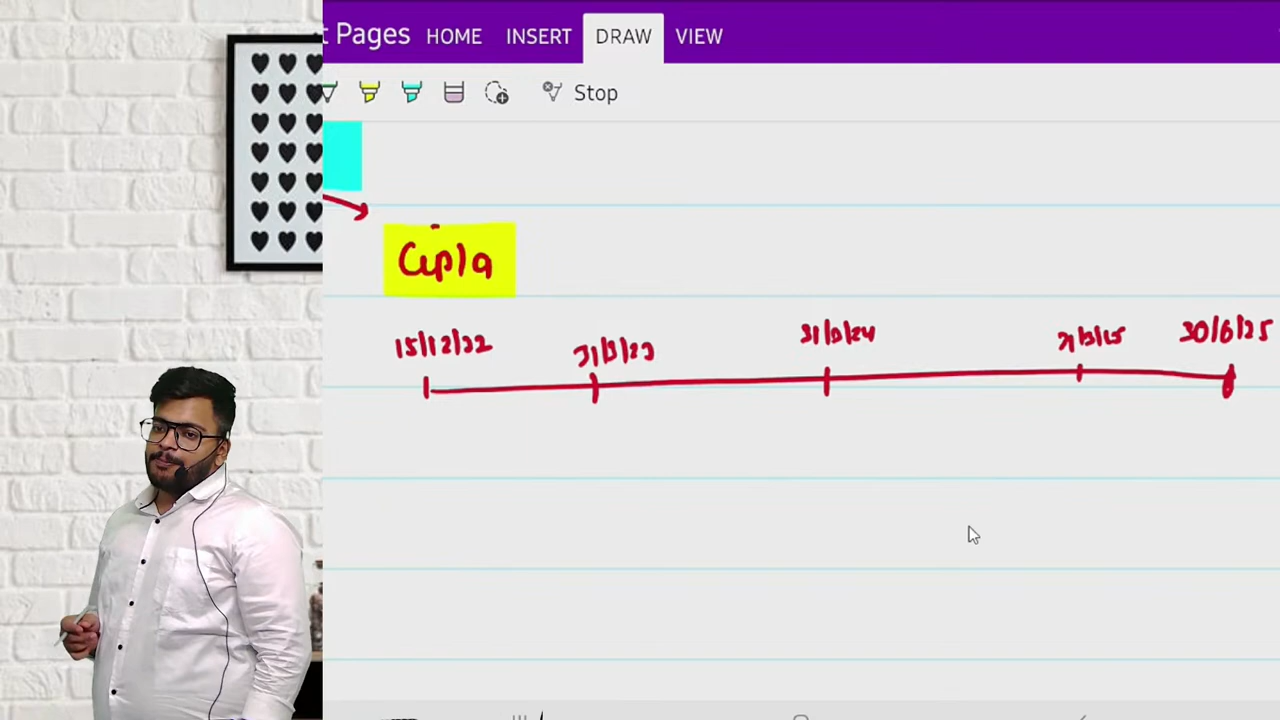 t Pages HOME INSERT DRAW VIEW
Stop
Cipla
15/12/22 31/3/23 31/3/24 31/3/25 30/6/25